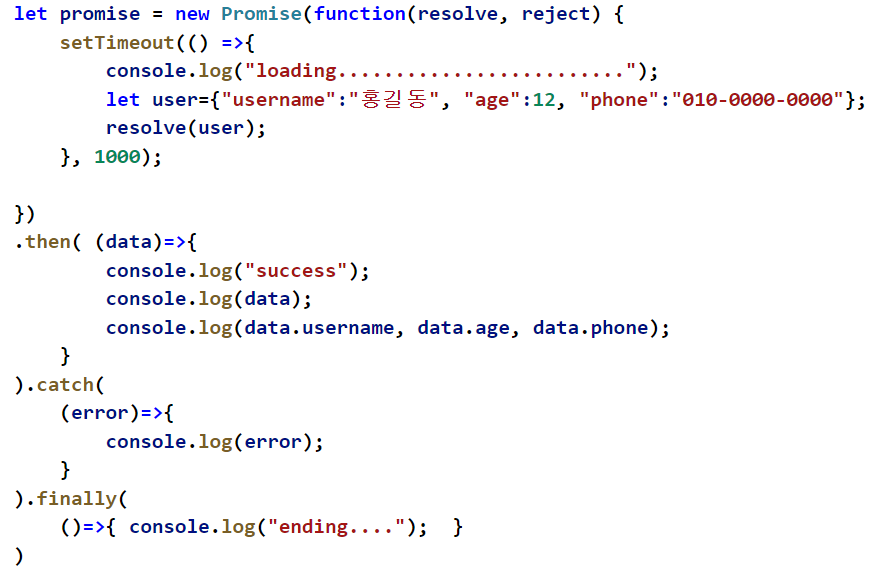 let promise = new Promise(function(resolve, reject) {
    setTimeout(() =>{
        console.log("loading.........................");
        let user={"username":"홍길동", "age":12, "phone":"010-0000-0000"};
        resolve(user);
    }, 1000);
})
.then( (data)=>{
        console.log("success");
        console.log(data);
        console.log(data.username, data.age, data.phone);
    }
).catch(
    (error)=>{
        console.log(error);
    }
).finally(
    ()=>{ console.log("ending....");  }
)